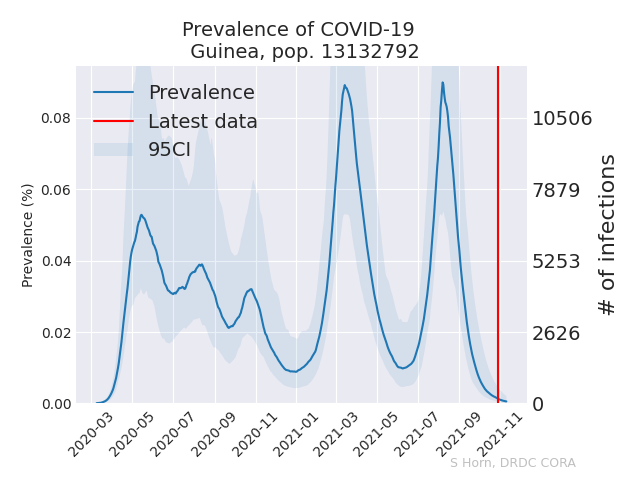 Prevalence of COVID-19
Guinea, pop. 13132792
Prevalence
Latest data
95CI
Prevalence (%)
0.08
0.06
0.04
0.02
0.00
10506
7879
5253
2626
0
# of infections
2020-03
2020-05
2020-07
2020-09
2020-11
2021-01
2021-03
2021-05
2021-07
2021-09
2021-11
S Horn, DRDC CORA